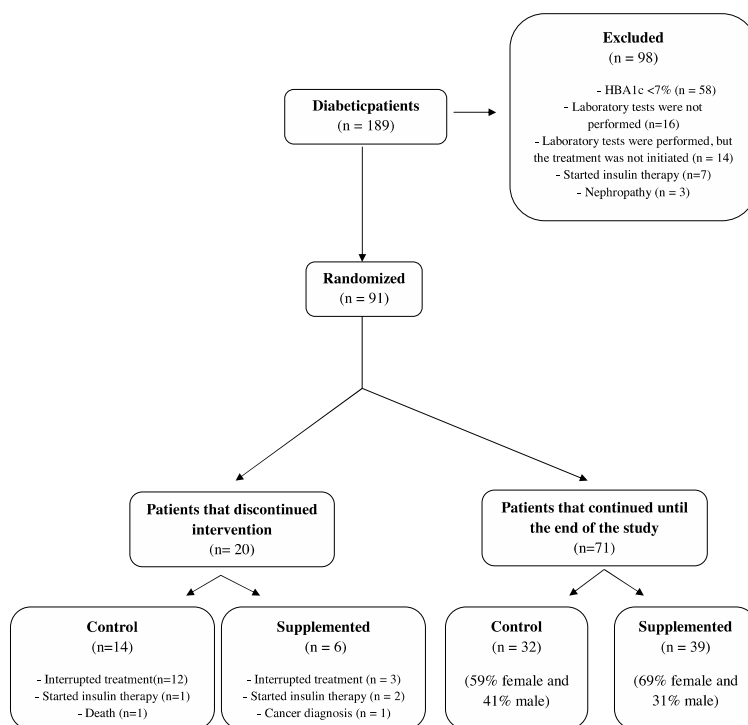 Excluded
(n = 98)
- HBA1c <7% (n = 58)
- Laboratory tests were not
performed (n=16)
- Laboratory tests were performed, but
the treatment was not initiated (n = 14)
- Started insulin therapy (n=7)
- Nephropathy (n = 3)
Diabeticpatients
(n = 189)
Randomized
(n = 91)
Patients that discontinued
intervention
(n= 20)
Patients that continued until
the end of the study
(n=71)
Control
(n=14)
- Interrupted treatment(n=12)
- Started insulin therapy (n=1)
- Death (n=1)
Supplemented
(n = 6)
- Interrupted treatment (n = 3)
- Started insulin therapy (n = 2)
- Cancer diagnosis (n = 1)
Control
(n = 32)
(59% female and
41% male)
Supplemented
(n = 39)
(69% female and
31% male)